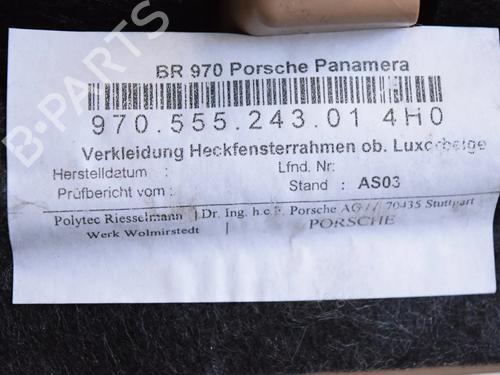 BR 970 Porsche Panamera
970.555.243.01 4H0
Verkleidung Heckfensterrahmen ob. Luxorbeige
Herstelldatum :
Lfnd. Nr:
Prüfbericht vom :
Stand : AS03
Polytec Riesselmann
Werk Wolmirstedt
Dr. Ing. h.c.F. Porsche AG // 70435 Stuttgart
PORSCHE
B-PARTS